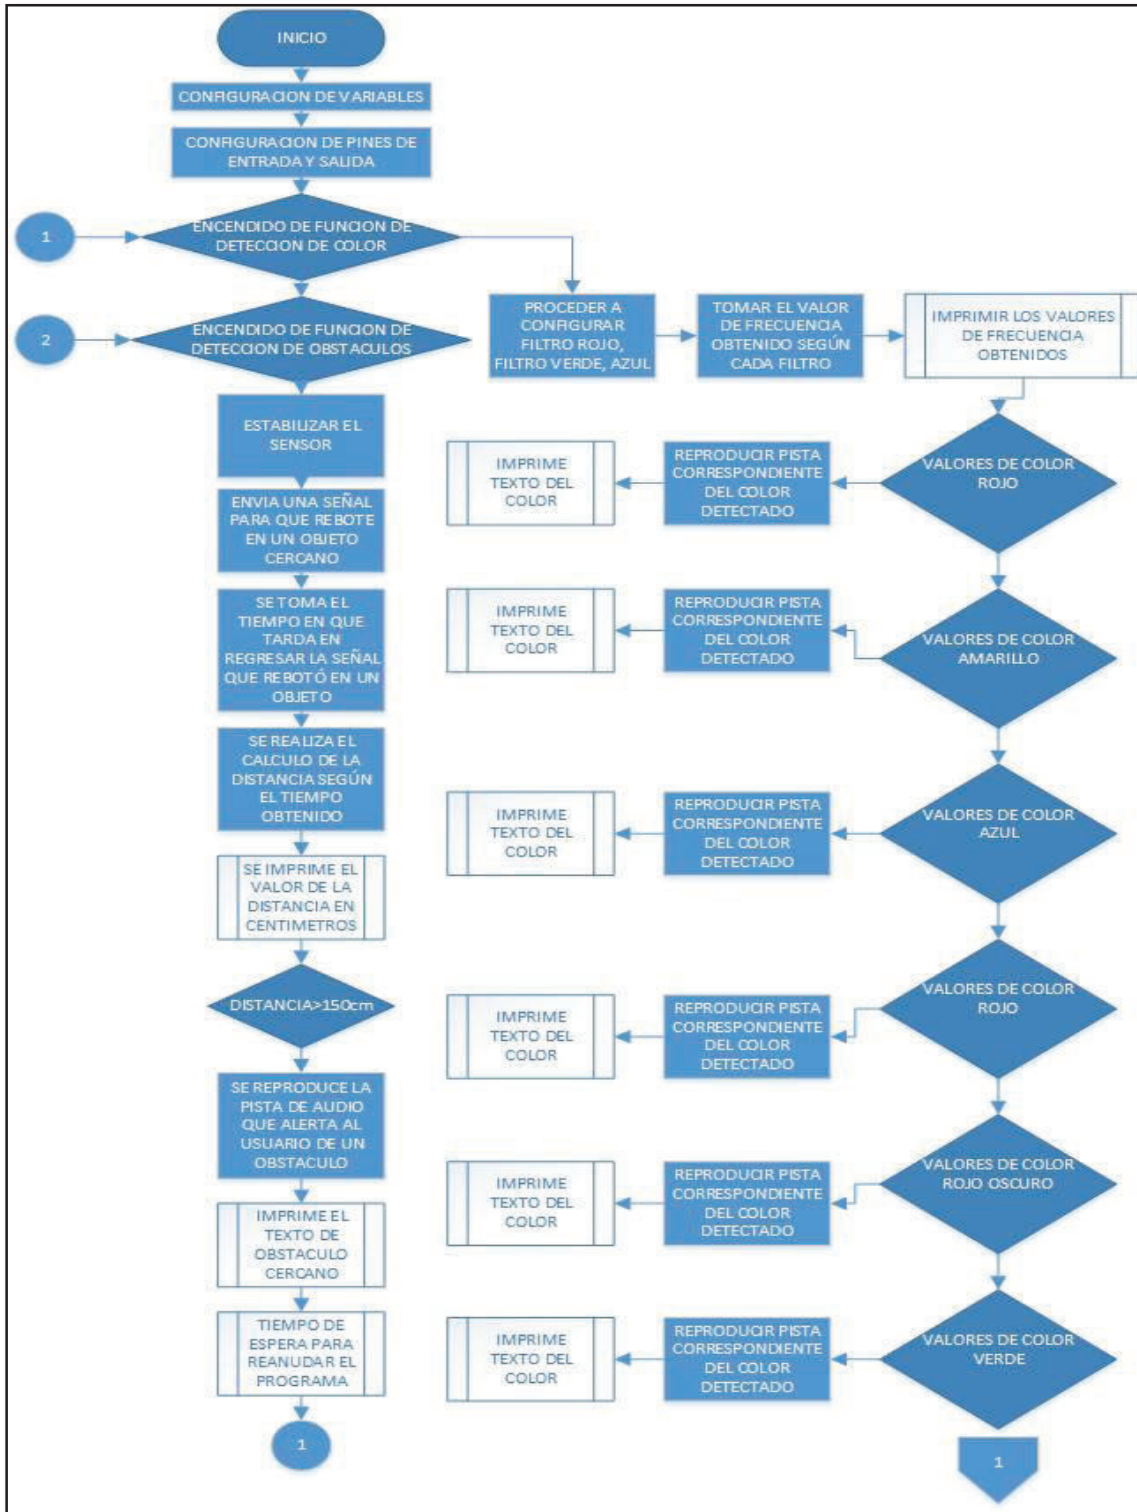 INICIO
CONFIGURACION DE VARIABLES
CONFIGURACION DE PINES DE
ENTRADA Y SALIDA
1
ENCENDIDO DE FUNCION DE
DETECCION DE COLOR
2
ENCENDIDO DE FUNCION DE
DETECCION DE OBSTACULOS
ESTABILIZAR EL
SENSOR
ENVIA UNA SEÑAL
PARA QUE REBOTE
EN UN OBJETO
CERCANO
SE TOMA EL
TIEMPO EN QUE
TARDA EN
REGRESAR LA SEÑAL
QUE REBOTÓ EN UN
OBJETO
SE REALIZA EL
CALCULO DE LA
DISTANCIA SEGÚN
EL TIEMPO
OBTENIDO
SE IMPRIME EL
VALOR DE LA
DISTANCIA EN
CENTIMETROS
DISTANCIA>150cm
SE REPRODUCE LA
PISTA DE AUDIO
QUE ALERTA AL
USUARIO DE UN
OBSTACULO
IMPRIME EL
TEXTO DE
OBSTACULO
CERCANO
TIEMPO DE
ESPERA PARA
REANUDAR EL
PROGRAMA
1
PROCEDER A
CONFIGURAR
FILTRO ROJO,
FILTRO VERDE, AZUL
TOMAR EL VALOR
DE FRECUENCIA
OBTENIDO SEGÚN
CADA FILTRO
IMPRIMIR LOS VALORES
DE FRECUENCIA
OBTENIDOS
VALORES DE COLOR
ROJO
REPRODUCIR PISTA
CORRESPONDIENTE
DEL COLOR
DETECTADO
IMPRIME
TEXTO DEL
COLOR
VALORES DE COLOR
AMARILLO
REPRODUCIR PISTA
CORRESPONDIENTE
DEL COLOR
DETECTADO
IMPRIME
TEXTO DEL
COLOR
VALORES DE COLOR
AZUL
REPRODUCIR PISTA
CORRESPONDIENTE
DEL COLOR
DETECTADO
IMPRIME
TEXTO DEL
COLOR
VALORES DE COLOR
ROJO
REPRODUCIR PISTA
CORRESPONDIENTE
DEL COLOR
DETECTADO
IMPRIME
TEXTO DEL
COLOR
VALORES DE COLOR
ROJO OSCURO
REPRODUCIR PISTA
CORRESPONDIENTE
DEL COLOR
DETECTADO
IMPRIME
TEXTO DEL
COLOR
VALORES DE COLOR
VERDE
REPRODUCIR PISTA
CORRESPONDIENTE
DEL COLOR
DETECTADO
IMPRIME
TEXTO DEL
COLOR
1